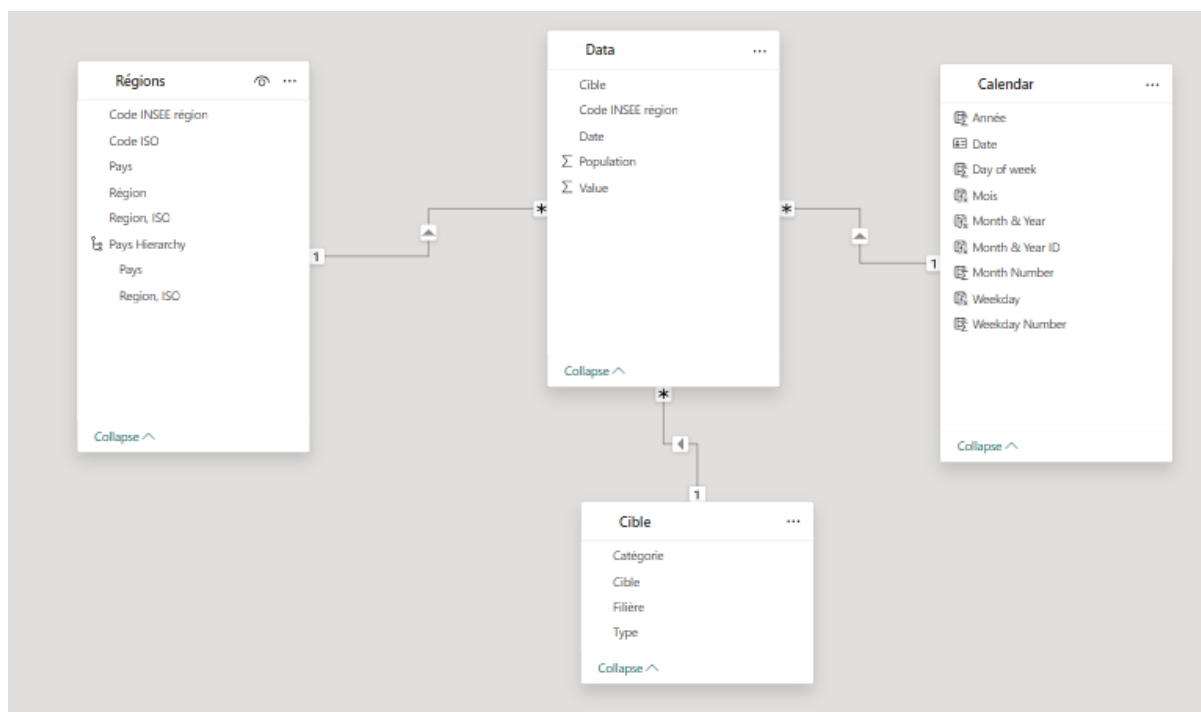 Régions
Code INSEE région
Code ISO
Pays
Région
Region, ISO
Pays Hierarchy
Pays
Region, ISO
Collapse
1
*
Data
Cible
Code INSEE région
Date
Population
Value
Collapse
*
*
1
Calendar
Année
Date
Day of week
Mois
Month & Year
Month & Year ID
Month Number
Weekday
Weekday Number
Collapse
1
Cible
Catégorie
Cible
Filière
Type
Collapse